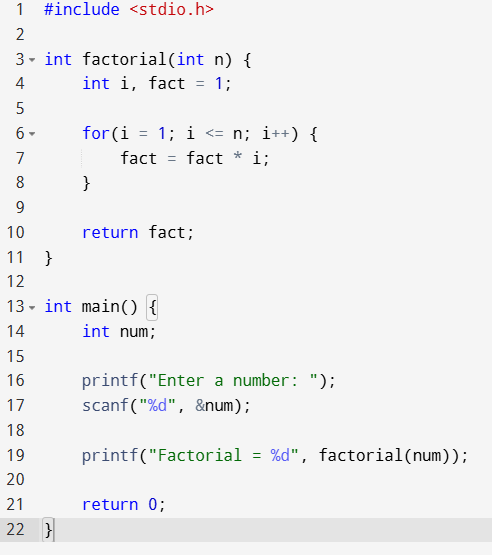 1 #include <stdio.h>
2
3 int factorial(int n) {
4     int i, fact = 1;
5
6     for(i = 1; i <= n; i++) {
7         fact = fact * i;
8     }
9
10     return fact;
11 }
12
13 int main() {
14     int num;
15
16     printf("Enter a number: ");
17     scanf("%d", &num);
18
19     printf("Factorial = %d", factorial(num));
20
21     return 0;
22 }